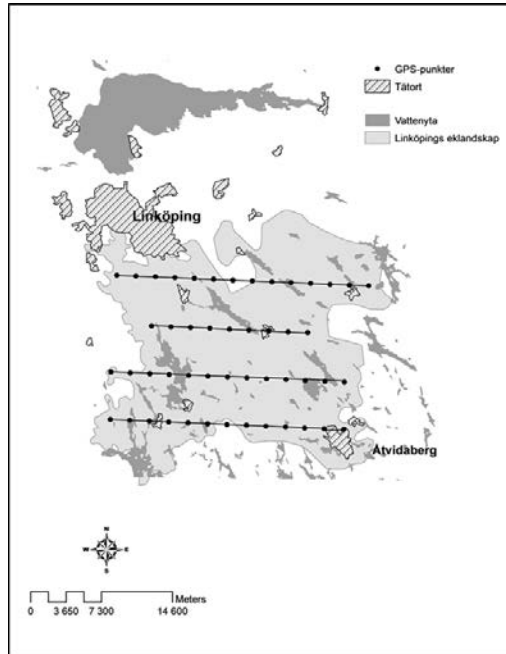 GPS-punkter
Tätort
Vattenyta
Linköpings eklandskap
Linköping
Åtvidaberg
N
W E
S
Meters
0 3 650 7 300 14 600